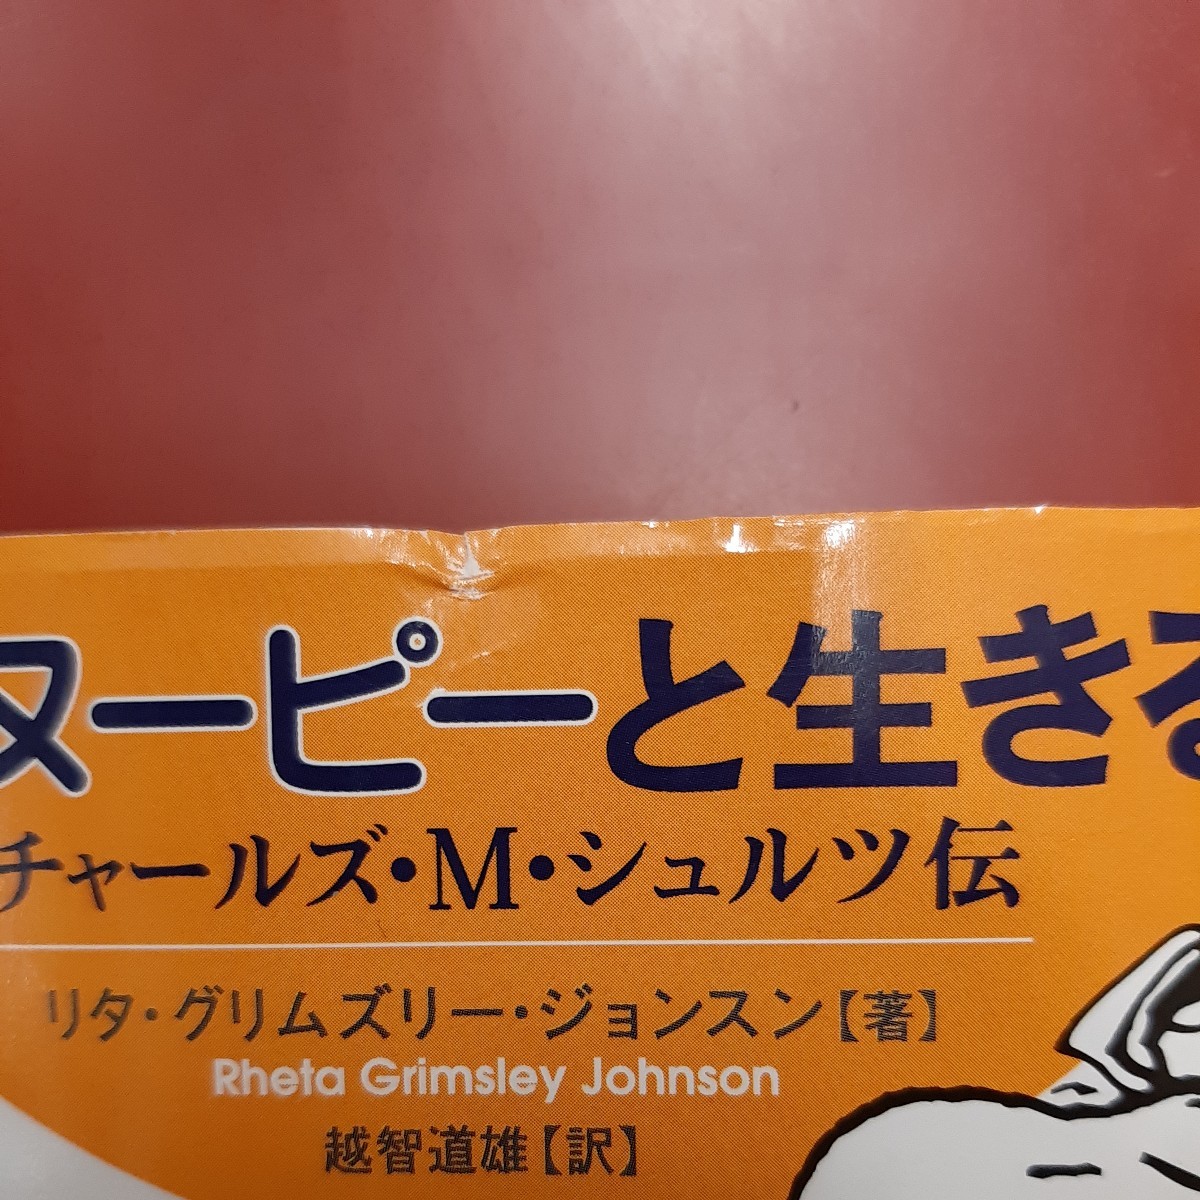 ヌーピーと生きる
チャールズ・M・シュルツ伝
リタ・グリムズリー・ジョンスン【著】
Rheta Grimsley Johnson
越智道雄【訳】